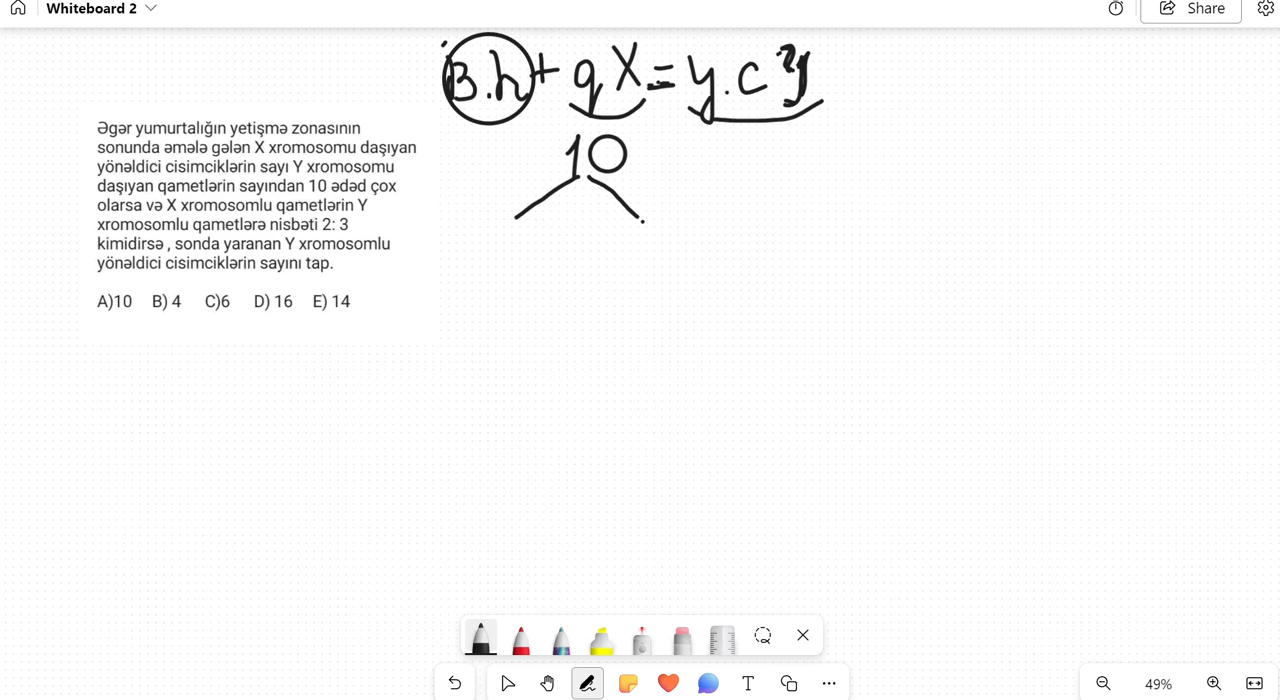 Whiteboard 2
Share
B.h + qX = y.c
10
Əgər yumurtalığın yetişmə zonasının
sonunda əmələ gələn X xromosomu daşıyan
yönəldici cisimciklərin sayı Y xromosomu
daşıyan qametlərin sayından 10 ədəd çox
olarsa və X xromosomlu qametlərin Y
xromosomlu qametlərə nisbəti 2: 3
kimidirsə , sonda yaranan Y xromosomlu
yönəldici cisimciklərin sayını tap.
A)10 B) 4 C)6 D) 16 E) 14
49%